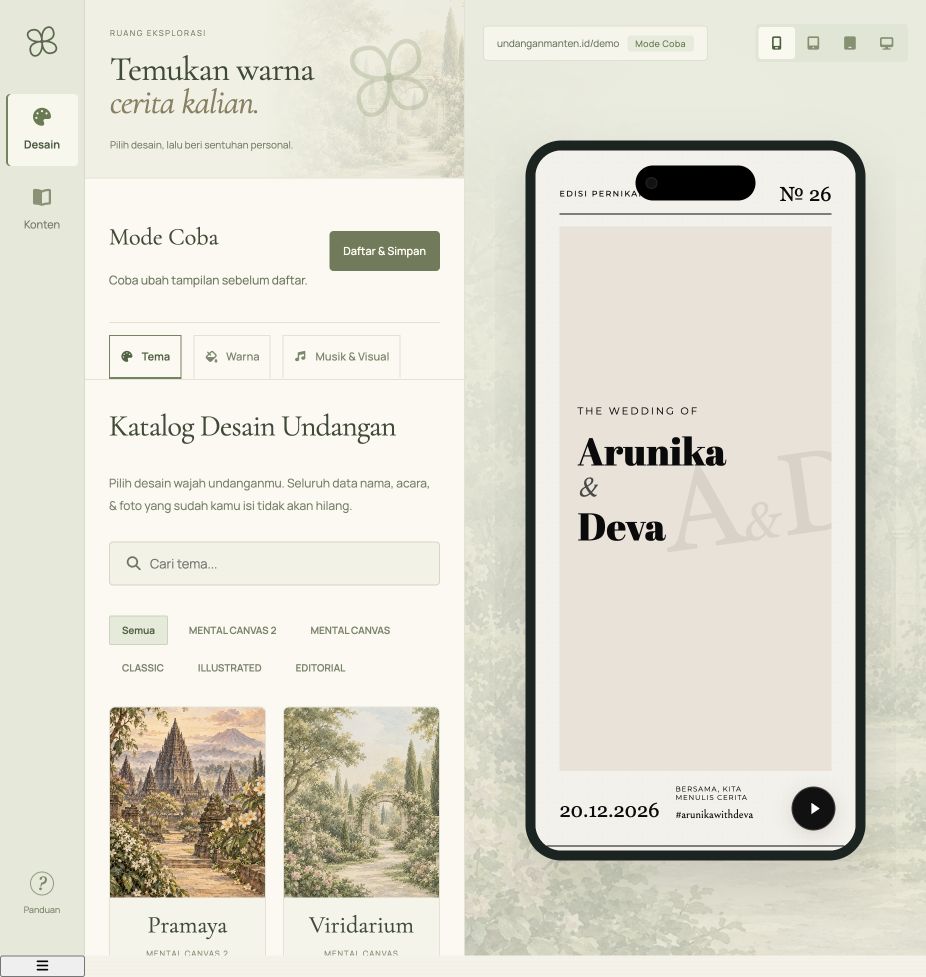 RUANG EKSPLORASI
Temukan warna
cerita kalian.
Pilih desain, lalu beri sentuhan personal.
Desain
Konten
Mode Coba
Daftar & Simpan
Coba ubah tampilan sebelum daftar.
Tema
Warna
Musik & Visual
Katalog Desain Undangan
Pilih desain wajah undanganmu. Seluruh data nama, acara,
& foto yang sudah kamu isi tidak akan hilang.
Cari tema...
Semua
MENTAL CANVAS 2
MENTAL CANVAS
CLASSIC
ILLUSTRATED
EDITORIAL
Pramaya
MENTAL CANVAS 2
Viridarium
MENTAL CANVAS
?
Panduan
undanganmanten.id/demo
Mode Coba
EDISI
Nº 26
THE WEDDING OF
Arunika
&
Deva
A&D
20.12.2026
BERSAMA, KITA
MENULIS CERITA
#arunikawithdeva